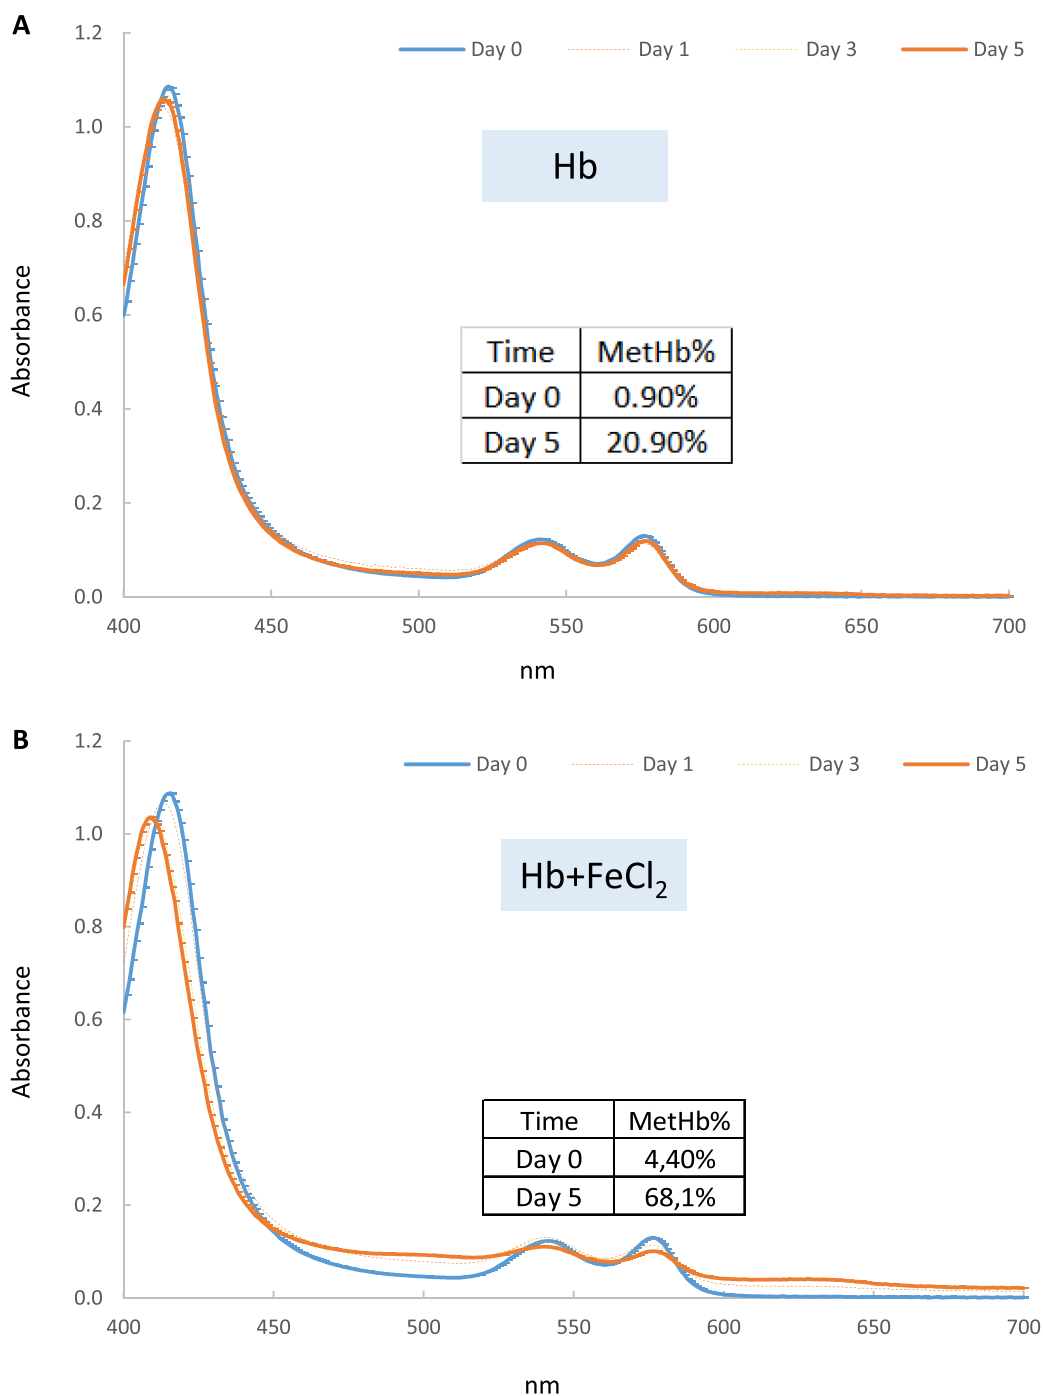 A
1.2
Day 0 Day 1 Day 3 Day 5
1.0
Hb
0.8
0.6
Absorbance
Time MetHb%
Day 0 0.90%
0.4
Day 5 20.90%
0.2
0.0
400 450 500 550 600 650 700
nm
B
1.2
Day 0 Day 1 Day 3 Day 5
1.0
Hb+FeCl₂
0.8
0.6
Absorbance
0.4
Time MetHb%
Day 0 4,40%
Day 5 68,1%
0.2
0.0
400 450 500 550 600 650 700
nm